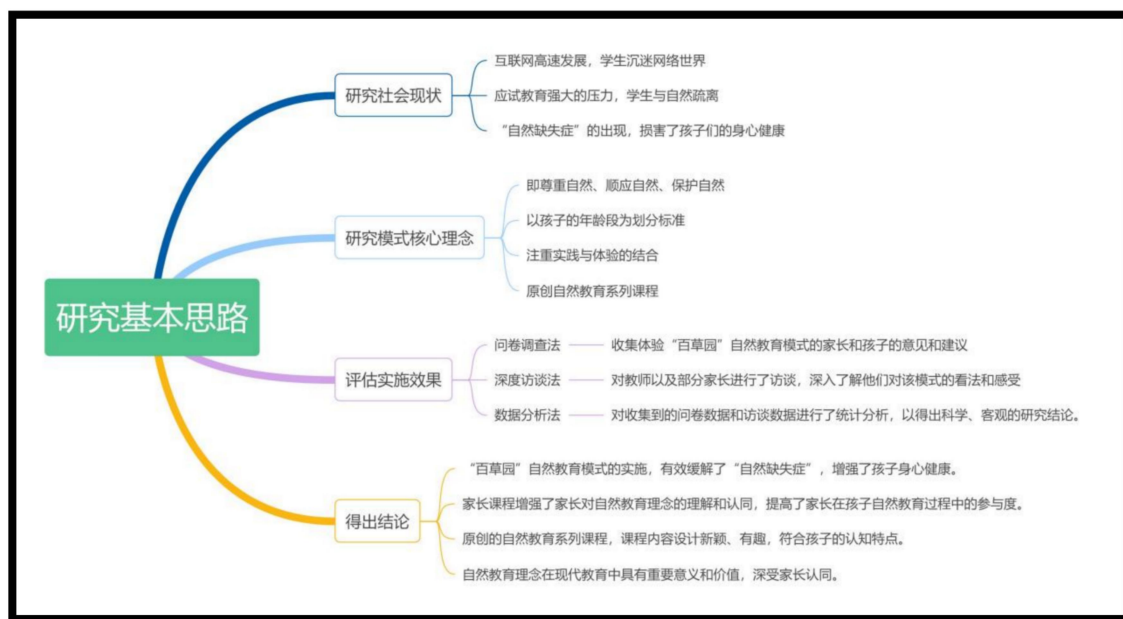 研究基本思路
研究社会现状
互联网高速发展，学生沉迷网络世界
应试教育强大的压力，学生与自然疏离
“自然缺失症”的出现，损害了孩子们的身心健康
研究模式核心理念
即尊重自然、顺应自然、保护自然
以孩子的年龄段为划分标准
注重实践与体验的结合
原创自然教育系列课程
评估实施效果
问卷调查法
收集体验“百草园”自然教育模式的家长和孩子的意见和建议
深度访谈法
对教师以及部分家长进行了访谈，深入了解他们对该模式的看法和感受
数据分析法
对收集到的问卷数据和访谈数据进行了统计分析，以得出科学、客观的研究结论。
得出结论
“百草园”自然教育模式的实施，有效缓解了“自然缺失症”，增强了孩子身心健康。
家长课程增强了家长对自然教育理念的理解和认同，提高了家长在孩子自然教育过程中的参与度。
原创的自然教育系列课程，课程内容设计新颖、有趣，符合孩子的认知特点。
自然教育理念在现代教育中具有重要意义和价值，深受家长认同。